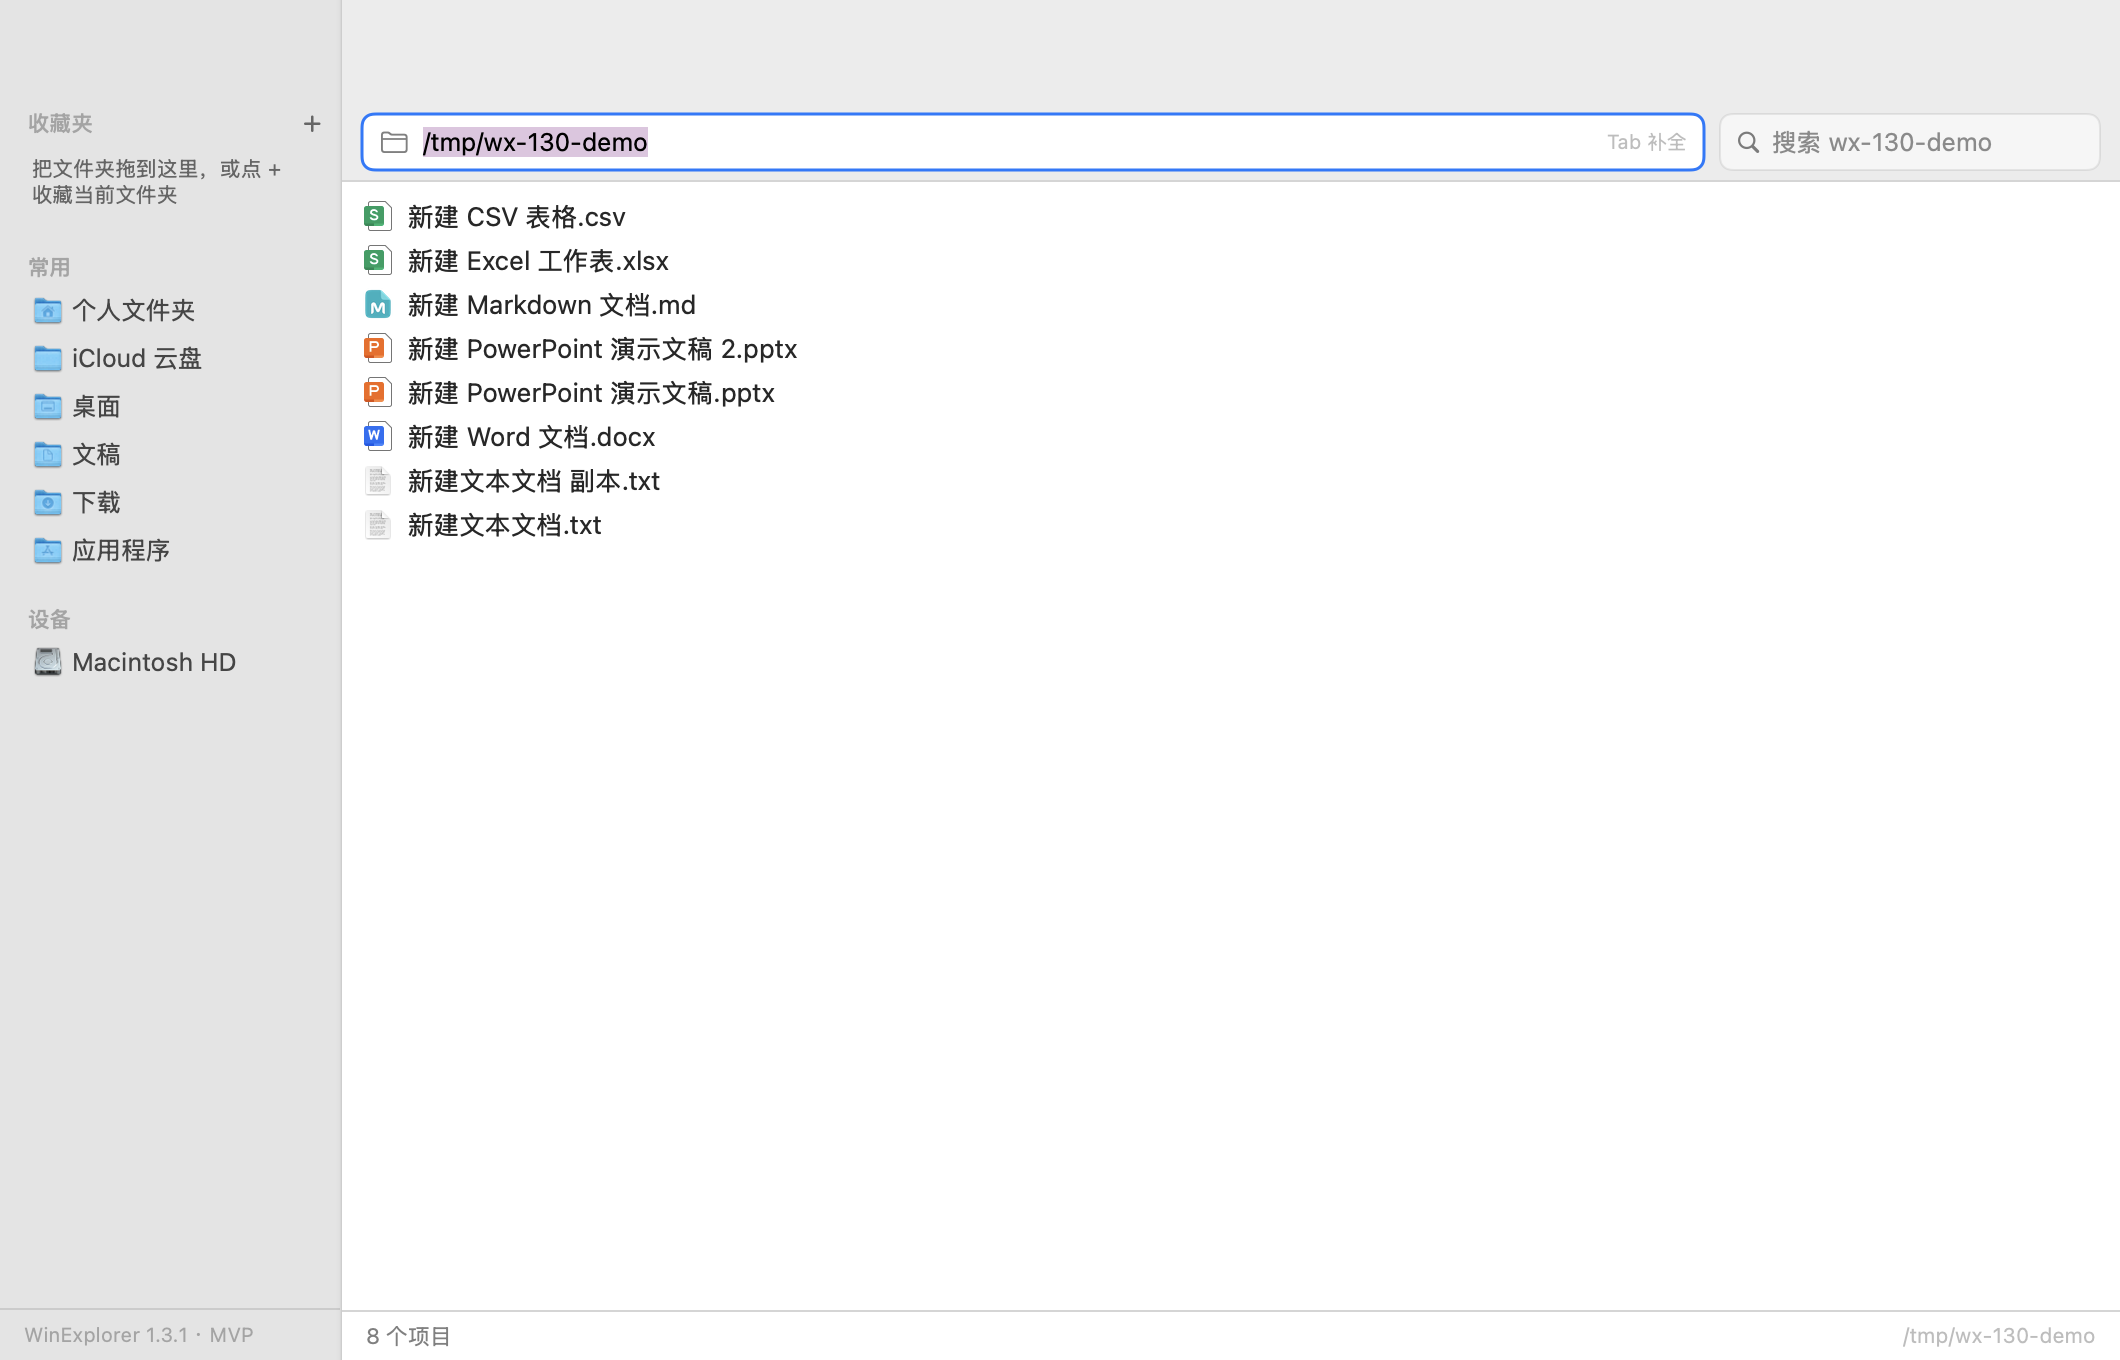 收藏夹
+
把文件夹拖到这里，或点 +
收藏当前文件夹
常用
个人文件夹
iCloud 云盘
桌面
文稿
下载
应用程序
设备
Macintosh HD
WinExplorer 1.3.1 · MVP
/tmp/wx-130-demo
Tab 补全
搜索 wx-130-demo
S 新建 CSV 表格.csv
S 新建 Excel 工作表.xlsx
M 新建 Markdown 文档.md
P 新建 PowerPoint 演示文稿 2.pptx
P 新建 PowerPoint 演示文稿.pptx
W 新建 Word 文档.docx
新建文本文档 副本.txt
新建文本文档.txt
8 个项目
/tmp/wx-130-demo